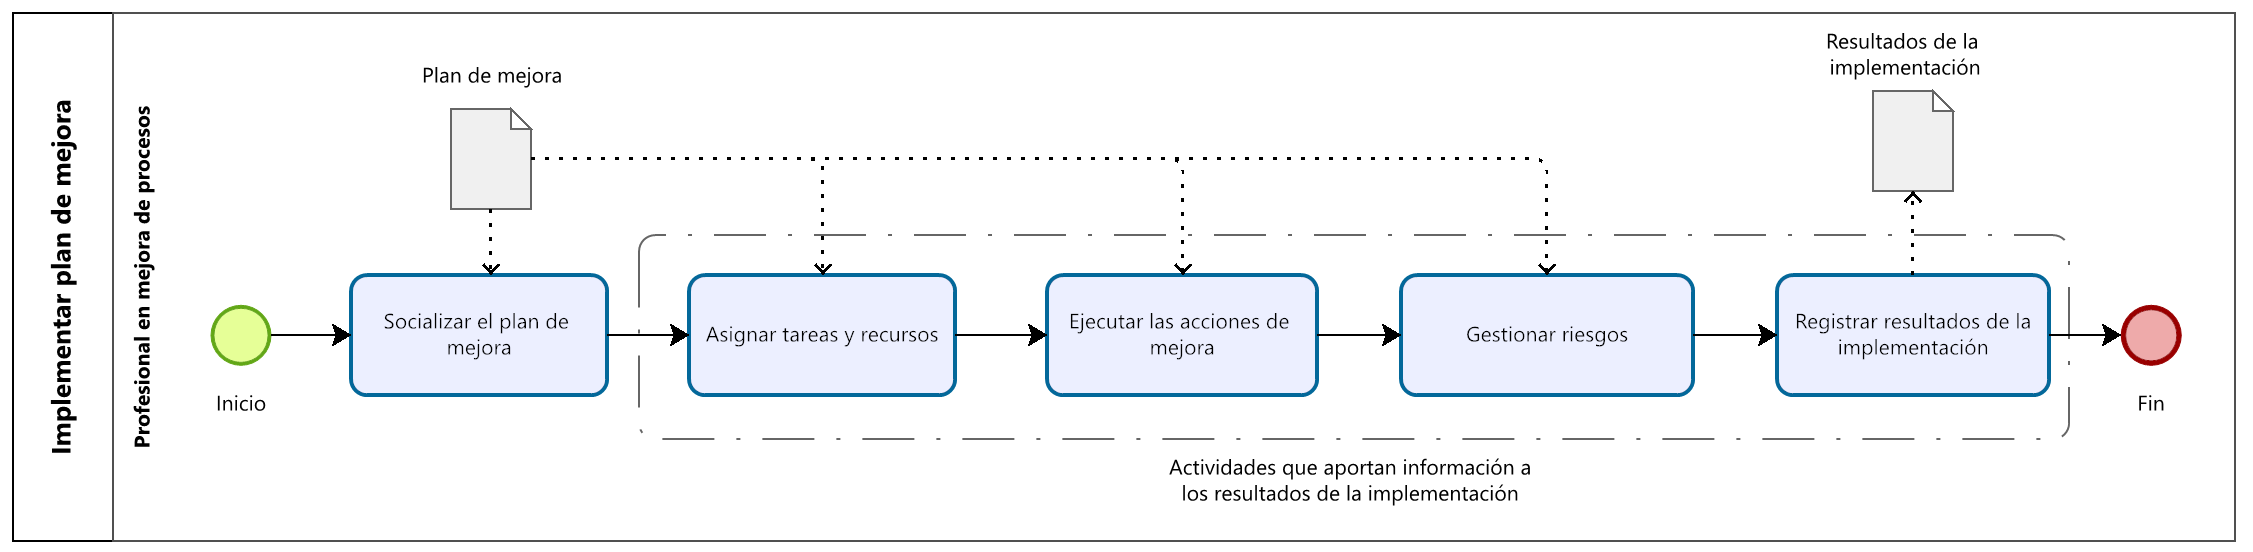 Implementar plan de mejora
Profesional en mejora de procesos
Plan de mejora
Resultados de la
implementación
Inicio
Socializar el plan de
mejora
Asignar tareas y recursos
Ejecutar las acciones de
mejora
Gestionar riesgos
Registrar resultados de la
implementación
Fin
Actividades que aportan información a
los resultados de la implementación